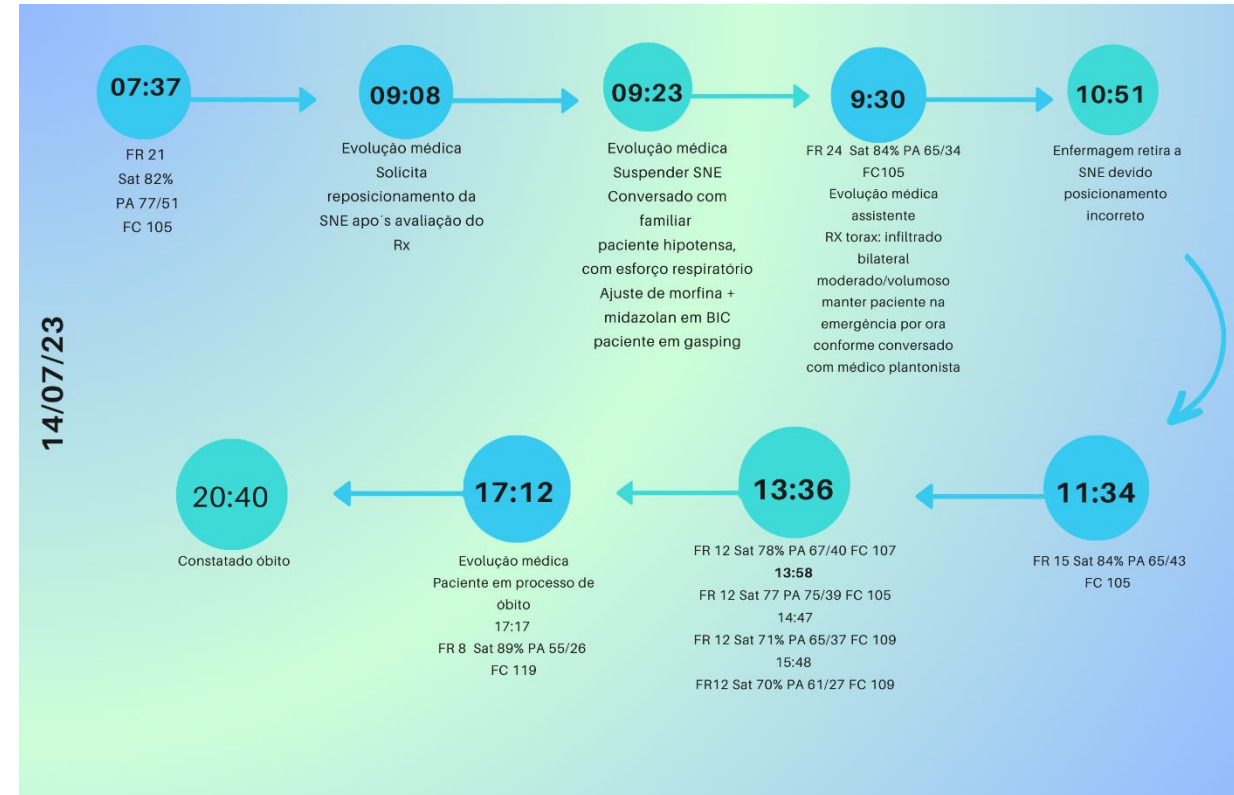 14/07/23
07:37
FR 21
Sat 82%
PA 77/51
FC 105
09:08
Evolução médica
Solicita
reposicionamento da
SNE apo´s avaliação do
Rx
09:23
Evolução médica
Suspender SNE
Conversado com
familiar
paciente hipotensa,
com esforço respiratório
Ajuste de morfina +
midazolan em BIC
paciente em gasping
9:30
FR 24 Sat 84% PA 65/34
FC105
Evolução médica
assistente
RX torax: infiltrado
bilateral
moderado/volumoso
manter paciente na
emergência por ora
conforme conversado
com médico plantonista
10:51
Enfermagem retira a
SNE devido
posicionamento
incorreto
11:34
FR 15 Sat 84% PA 65/43
FC 105
13:36
FR 12 Sat 78% PA 67/40 FC 107
13:58
FR 12 Sat 77 PA 75/39 FC 105
14:47
FR 12 Sat 71% PA 65/37 FC 109
15:48
FR12 Sat 70% PA 61/27 FC 109
17:12
Evolução médica
Paciente em processo de
óbito
17:17
FR 8 Sat 89% PA 55/26
FC 119
20:40
Constatado óbito